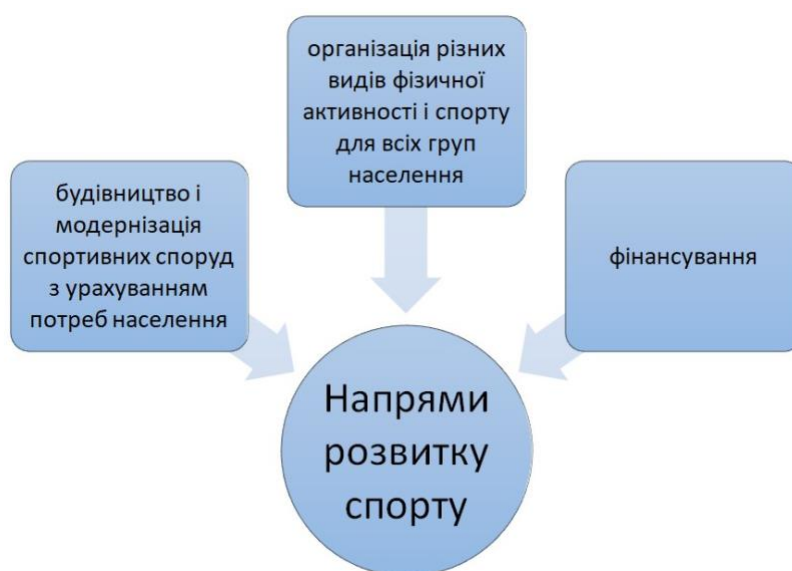 організація різних
видів фізичної
активності і спорту
для всіх груп
населення
будівництво і
модернізація
спортивних споруд
з урахуванням
потреб населення
фінансування
Напрями
розвитку
спорту